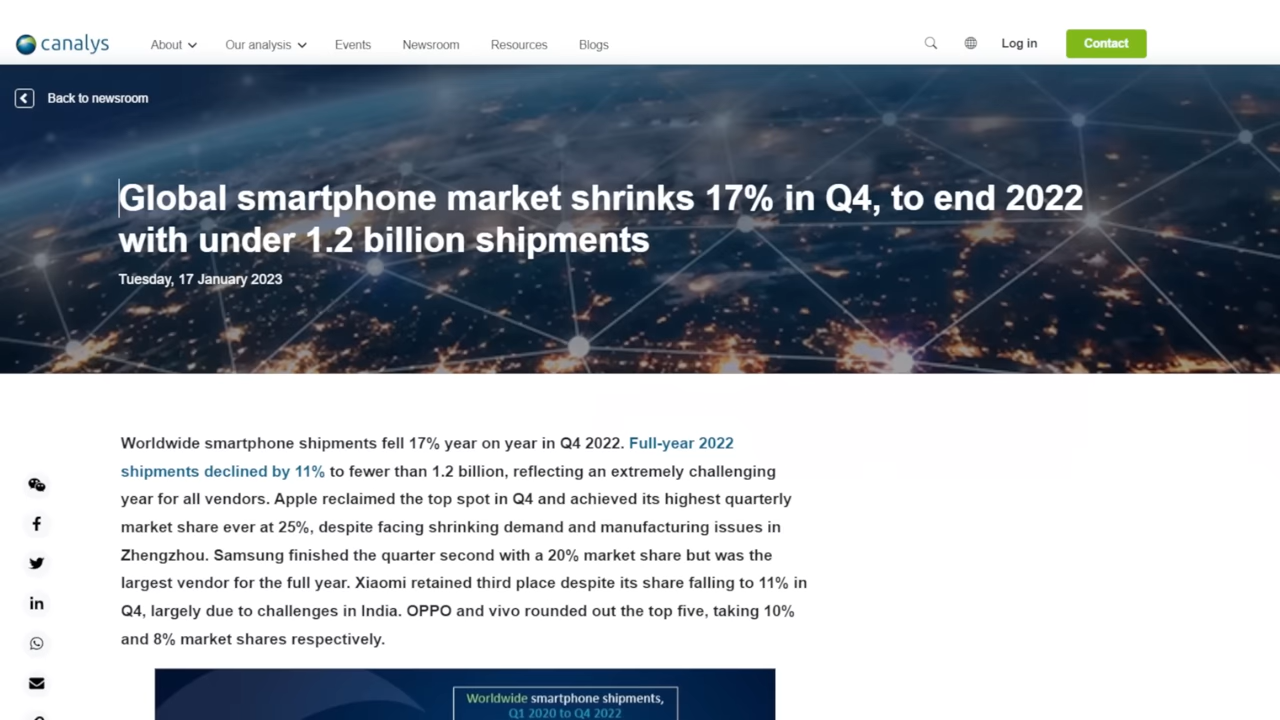 canalys
About
Our analysis
Events
Newsroom
Resources
Blogs
Log in
Contact
Back to newsroom
Global smartphone market shrinks 17% in Q4, to end 2022
with under 1.2 billion shipments
Tuesday, 17 January 2023
Worldwide smartphone shipments fell 17% year on year in Q4 2022. Full-year 2022
shipments declined by 11% to fewer than 1.2 billion, reflecting an extremely challenging
year for all vendors. Apple reclaimed the top spot in Q4 and achieved its highest quarterly
market share ever at 25%, despite facing shrinking demand and manufacturing issues in
Zhengzhou. Samsung finished the quarter second with a 20% market share but was the
largest vendor for the full year. Xiaomi retained third place despite its share falling to 11% in
Q4, largely due to challenges in India. OPPO and vivo rounded out the top five, taking 10%
and 8% market shares respectively.
Worldwide smartphone shipments,
Q1 2020 to Q4 2022